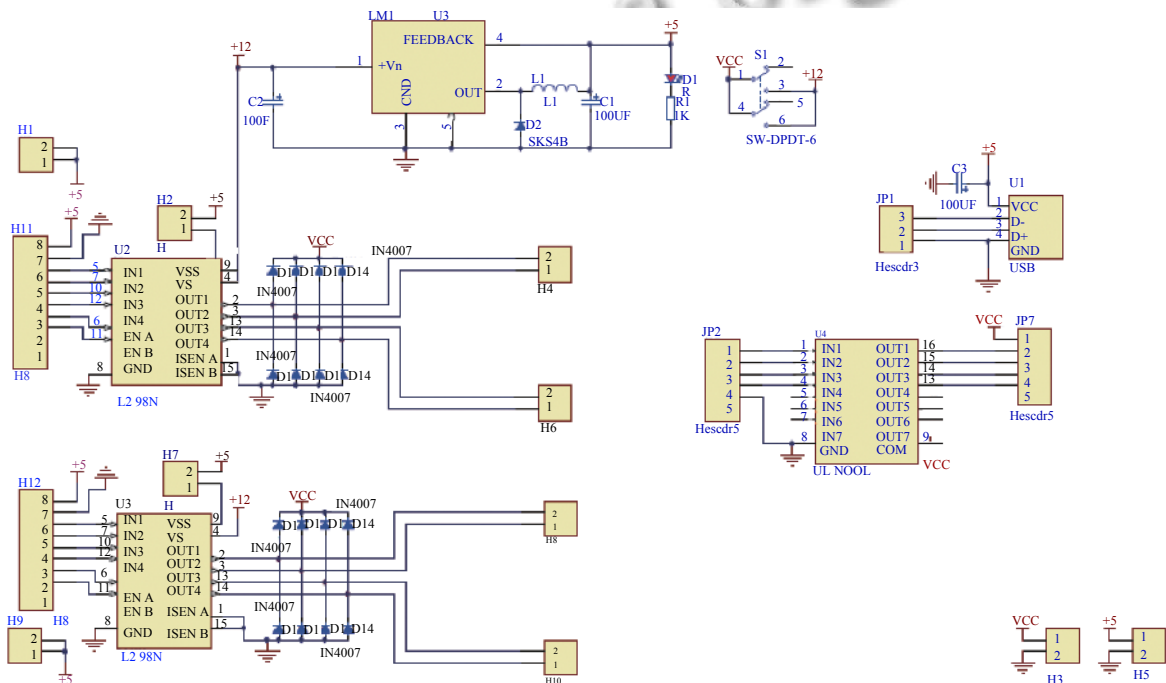 LM1 U3
+12
1 +Vn
FEEDBACK 4
OUT 2
CND
3 5
C2
100F
L1
L1
D2
SKS4B
C1
100UF
+5
D1
R
R1
1K
S1
VCC
+12
1 2
3
4 5
6
SW-DPDT-6
H1
2
1
+5
H2
+5
2
1
H
H11
+5
8
7
6
5
4
3
2
1
H8
U2
5 IN1 VSS 9
7 IN2 VS 4
10 IN3 OUT1 2
12 IN4 OUT2 3
6 EN A OUT3 13
11 EN B OUT4 14
8 GND ISEN A 1
ISEN B 15
L2 98N
VCC
IN4007
D1 D1 D1 D14
IN4007
IN4007
D1 D1 D1 D14
IN4007
2
1
H4
2
1
H6
+5
C3
100UF
U1
JP1
3
2
1
Hescdr3
1 VCC
2 D-
3 D+
4 GND
USB
JP2
1
2
3
4
5
Hescdr5
U4
1 IN1 OUT1 16
2 IN2 OUT2 15
3 IN3 OUT3 14
4 IN4 OUT4 13
5 IN5 OUT5
6 IN6 OUT6
7 IN7 OUT7
8 GND COM 9
UL NOOL
VCC
VCC
JP7
1
2
3
4
5
Hescdr5
H7
+5
2
1
H
+12
H12
+5
8
7
6
5
4
3
2
1
H8
U3
5 IN1 VSS 9
7 IN2 VS 4
10 IN3 OUT1 2
12 IN4 OUT2 3
6 EN A OUT3 13
11 EN B OUT4 14
8 GND ISEN A 1
ISEN B 15
L2 98N
VCC
IN4007
D1 D1 D1 D14
IN4007
IN4007
D1 D1 D1 D14
IN4007
2
1
H8
2
1
H10
H9
2
1
+5
VCC
1
2
H3
+5
1
2
H5